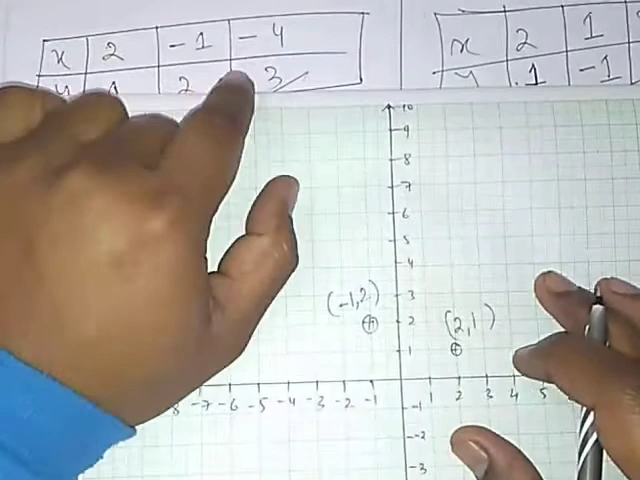 x 2 -1 -4
y 1 2 3
x 2 1
y 1 -1
10
9
8
7
6
5
4
(-1,2) 3
2 (2,1)
1
8 -7 -6 -5 -4 -3 -2 -1 1 2 3 4 5
-1
-2
-3